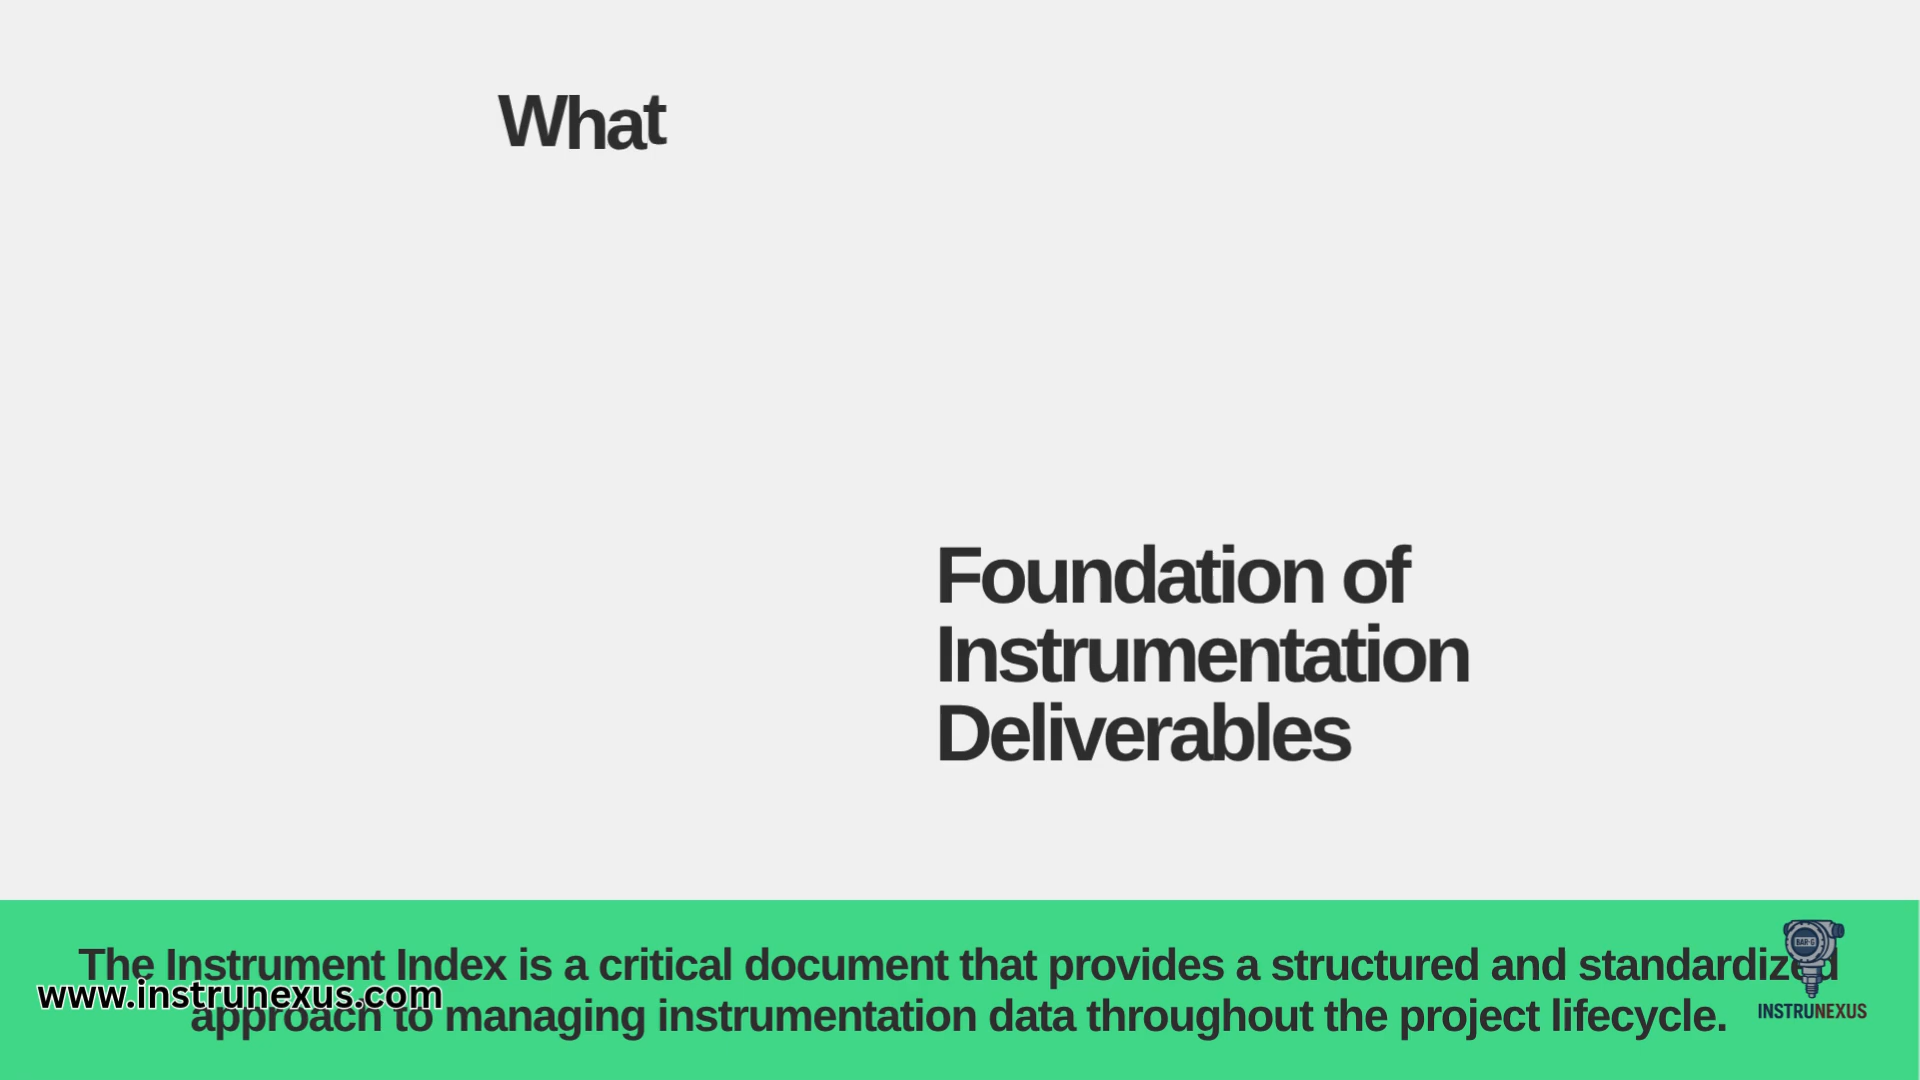 What
Foundation of
Instrumentation
Deliverables
The Instrument Index is a critical document that provides a structured and standardized
www.instrunexus.com
approach to managing instrumentation data throughout the project lifecycle.
BAR-G
INSTRUNEXUS